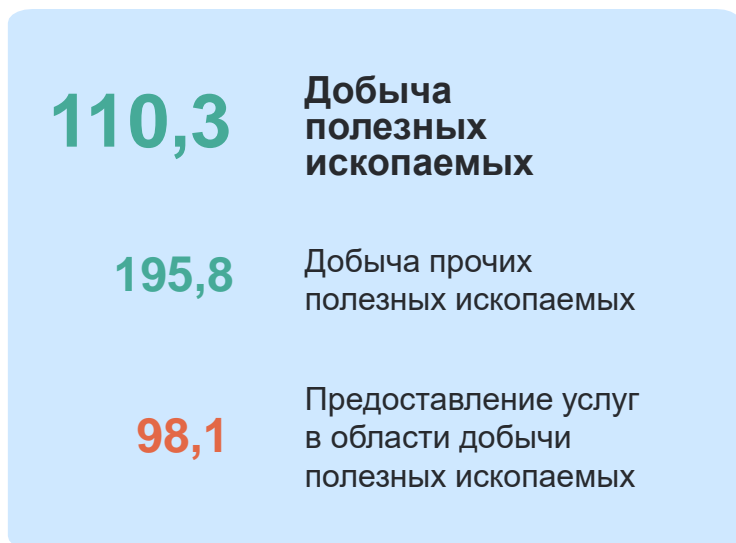 110,3
Добыча
полезных
ископаемых
195,8
Добыча прочих
полезных ископаемых
98,1
Предоставление услуг
в области добычи
полезных ископаемых